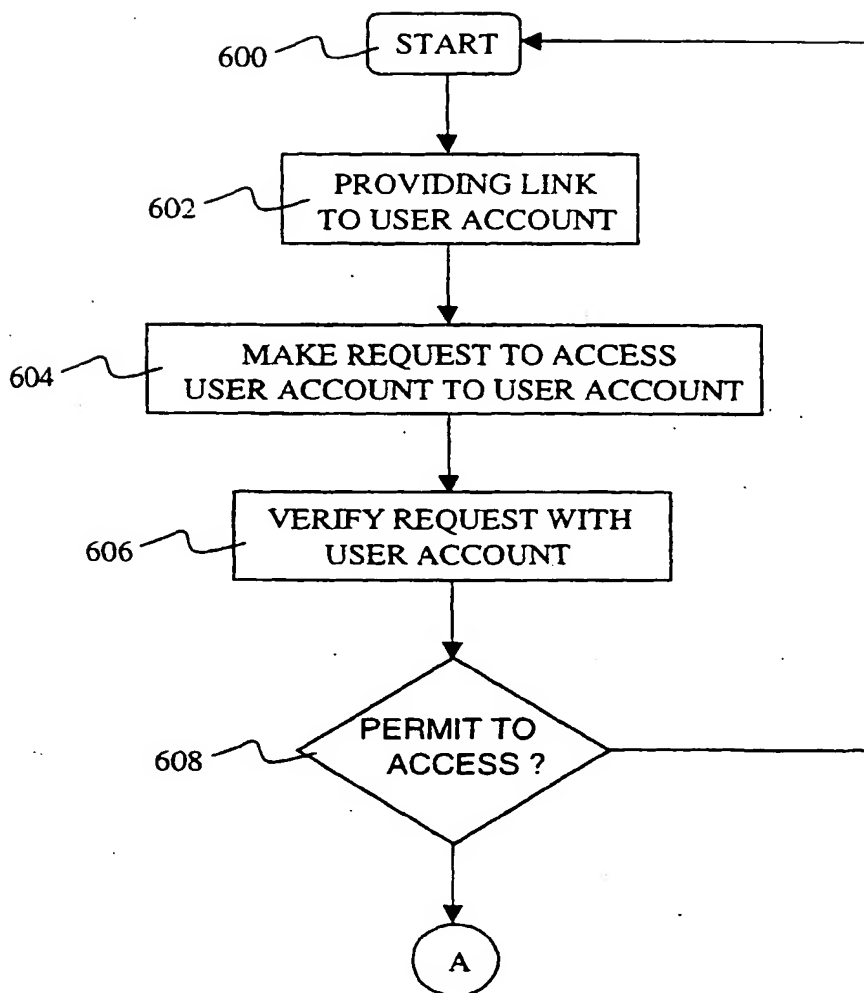 600
START
602
PROVIDING LINK
TO USER ACCOUNT
604
MAKE REQUEST TO ACCESS
USER ACCOUNT TO USER ACCOUNT
606
VERIFY REQUEST WITH
USER ACCOUNT
608
PERMIT TO
ACCESS ?
A